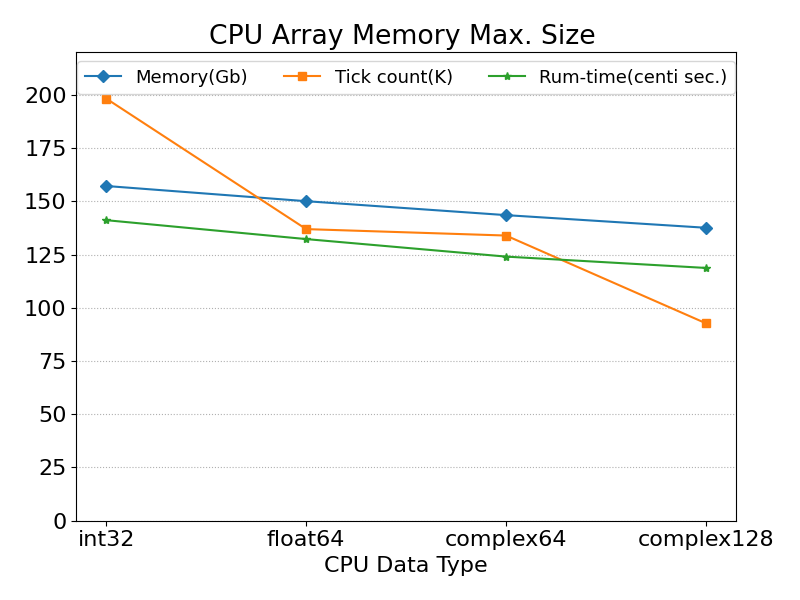 CPU Array Memory Max. Size
Memory(Gb) Tick count(K) Rum-time(centi sec.)
200
175
150
125
100
75
50
25
0
int32 float64 complex64 complex128
CPU Data Type